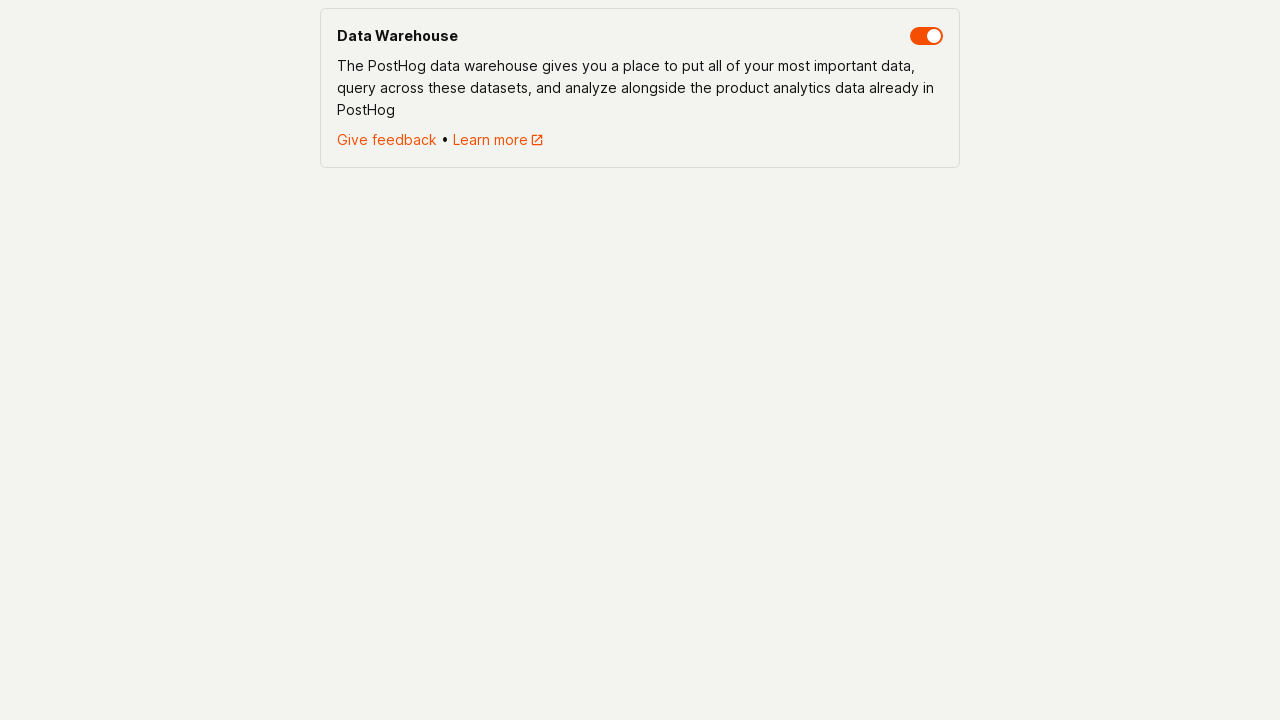 Data Warehouse
The PostHog data warehouse gives you a place to put all of your most important data,
query across these datasets, and analyze alongside the product analytics data already in
PostHog
Give feedback • Learn more